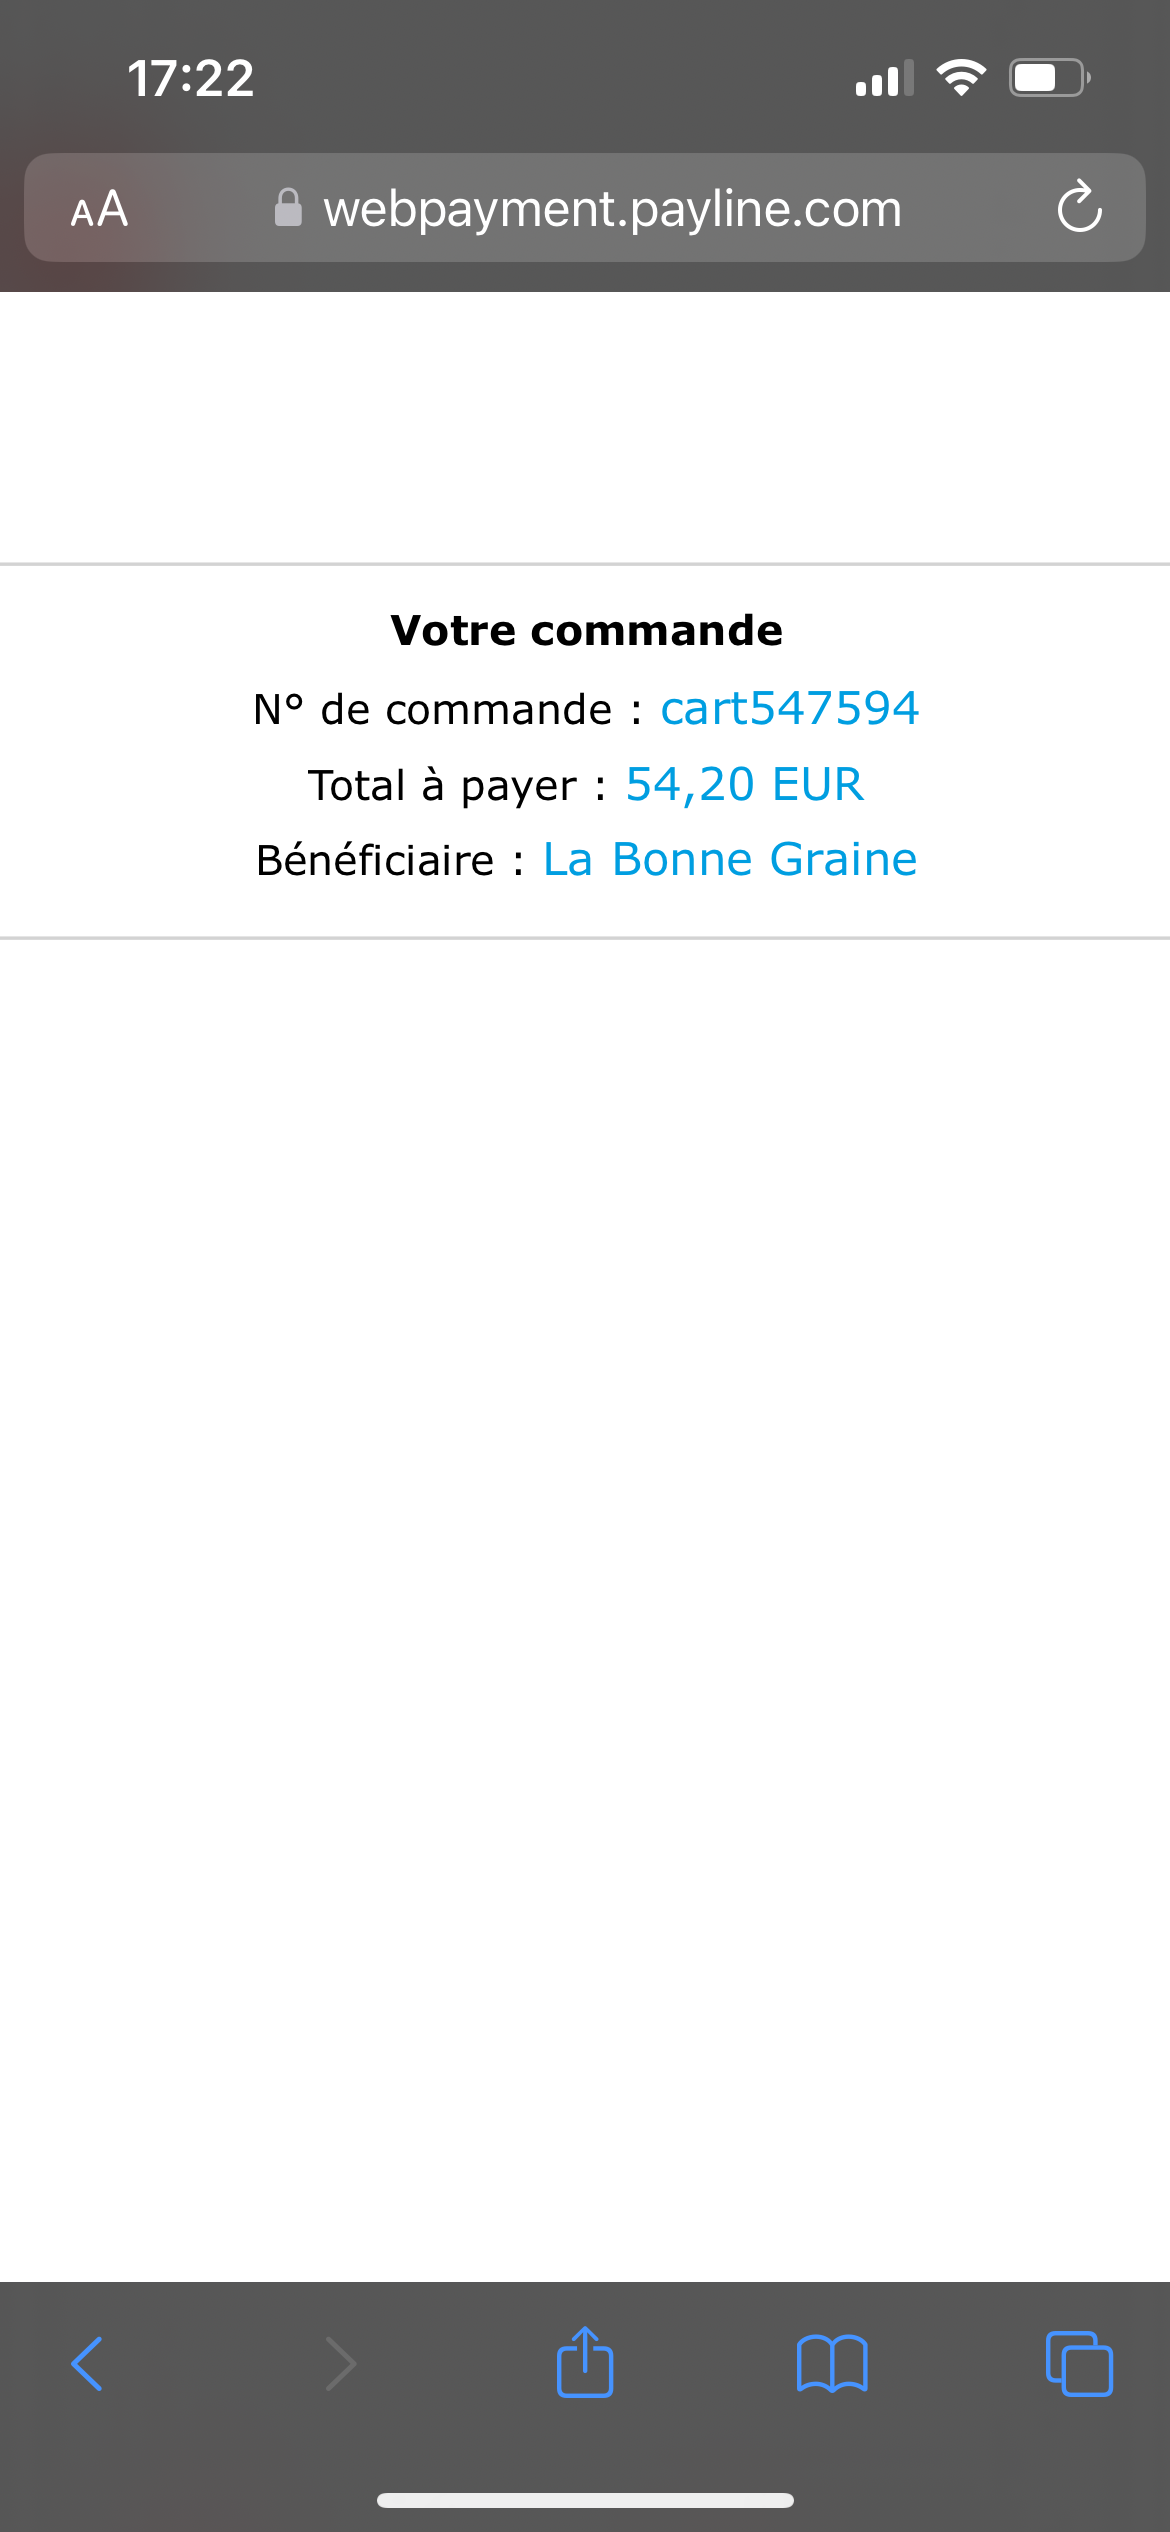 17:22
AA webpayment.payline.com
Votre commande
N° de commande : cart547594
Total à payer : 54,20 EUR
Bénéficiaire : La Bonne Graine